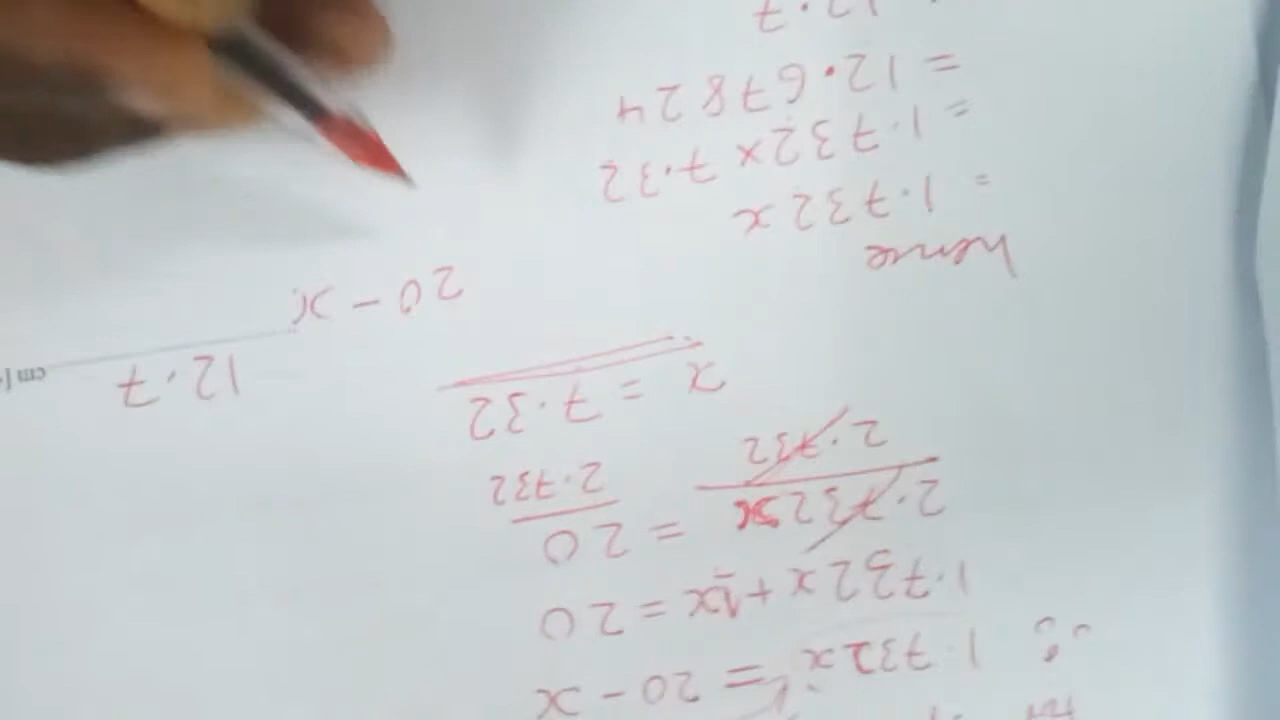 ∴ 1.732x = 20 - x
1.732x + 1x = 20
2.732x = 20
2.732 2.732
x = 7.32
12.7 cm
20 - x
hence
= 1.732x
= 1.732 x 7.32
= 12.67824
12.7